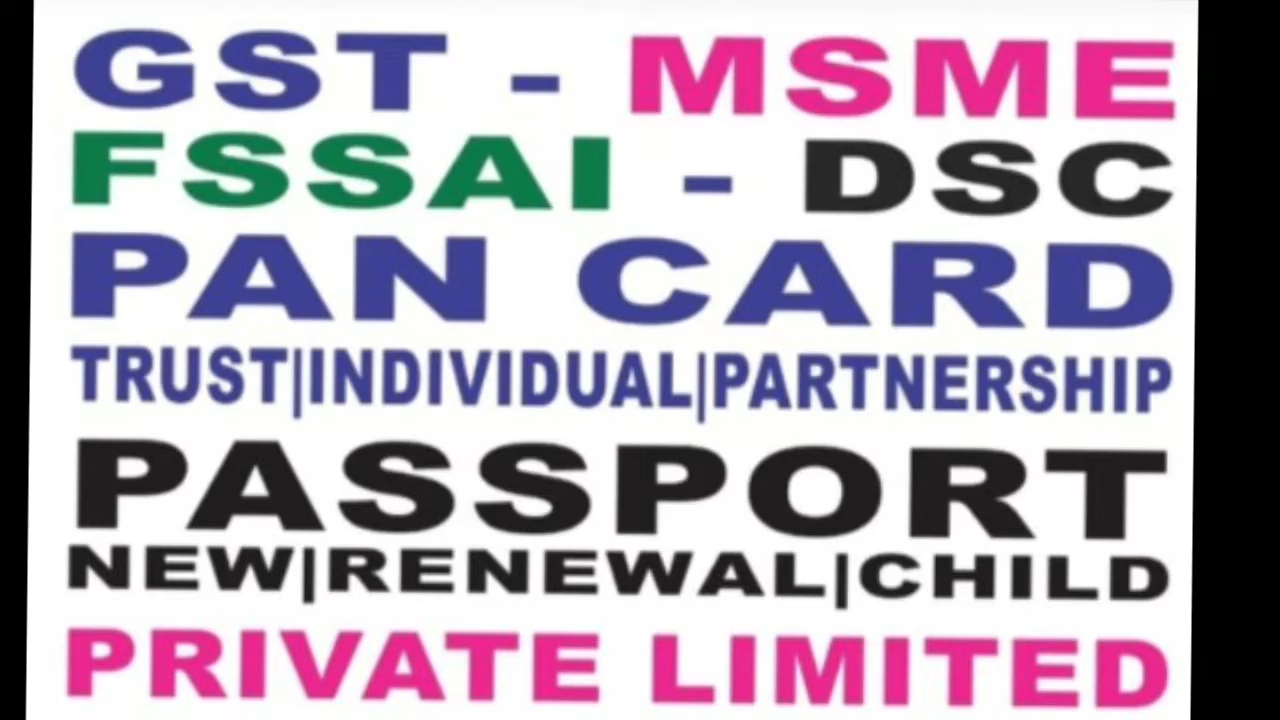 GST - MSME
FSSAI - DSC
PAN CARD
TRUST|INDIVIDUAL|PARTNERSHIP
PASSPORT
NEW|RENEWAL|CHILD
PRIVATE LIMITED